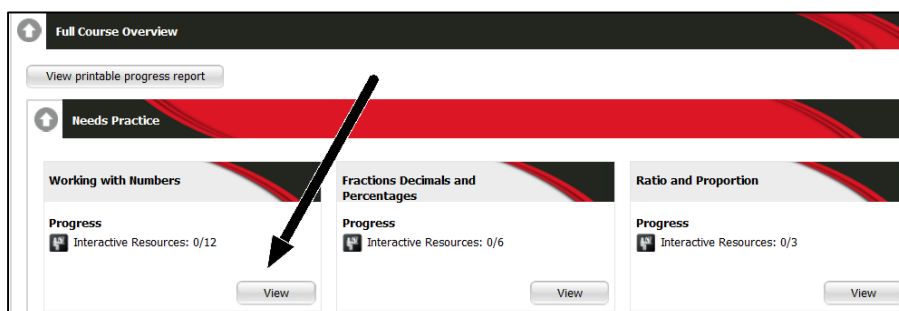 Full Course Overview
View printable progress report
Needs Practice
Working with Numbers
Progress
Interactive Resources: 0/12
View
Fractions Decimals and
Percentages
Progress
Interactive Resources: 0/6
View
Ratio and Proportion
Progress
Interactive Resources: 0/3
View